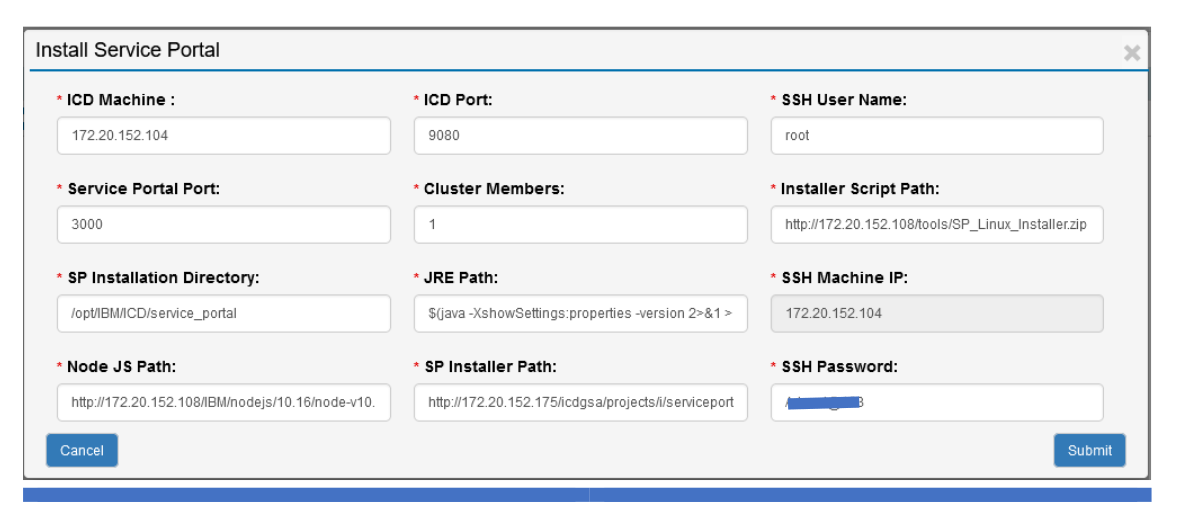 Install Service Portal
* ICD Machine :
* ICD Port:
* SSH User Name:
172.20.152.104
9080
root
* Service Portal Port:
* Cluster Members:
* Installer Script Path:
3000
1
http://172.20.152.108/tools/SP_Linux_Installer.zip
* SP Installation Directory:
* JRE Path:
* SSH Machine IP:
/opt/IBM/ICD/service_portal
$(java -XshowSettings:properties -version 2>&1 >
172.20.152.104
* Node JS Path:
* SP Installer Path:
* SSH Password:
http://172.20.152.108/IBM/nodejs/10.16/node-v10.
http://172.20.152.175/icdgsa/projects/i/serviceport
Cancel
Submit